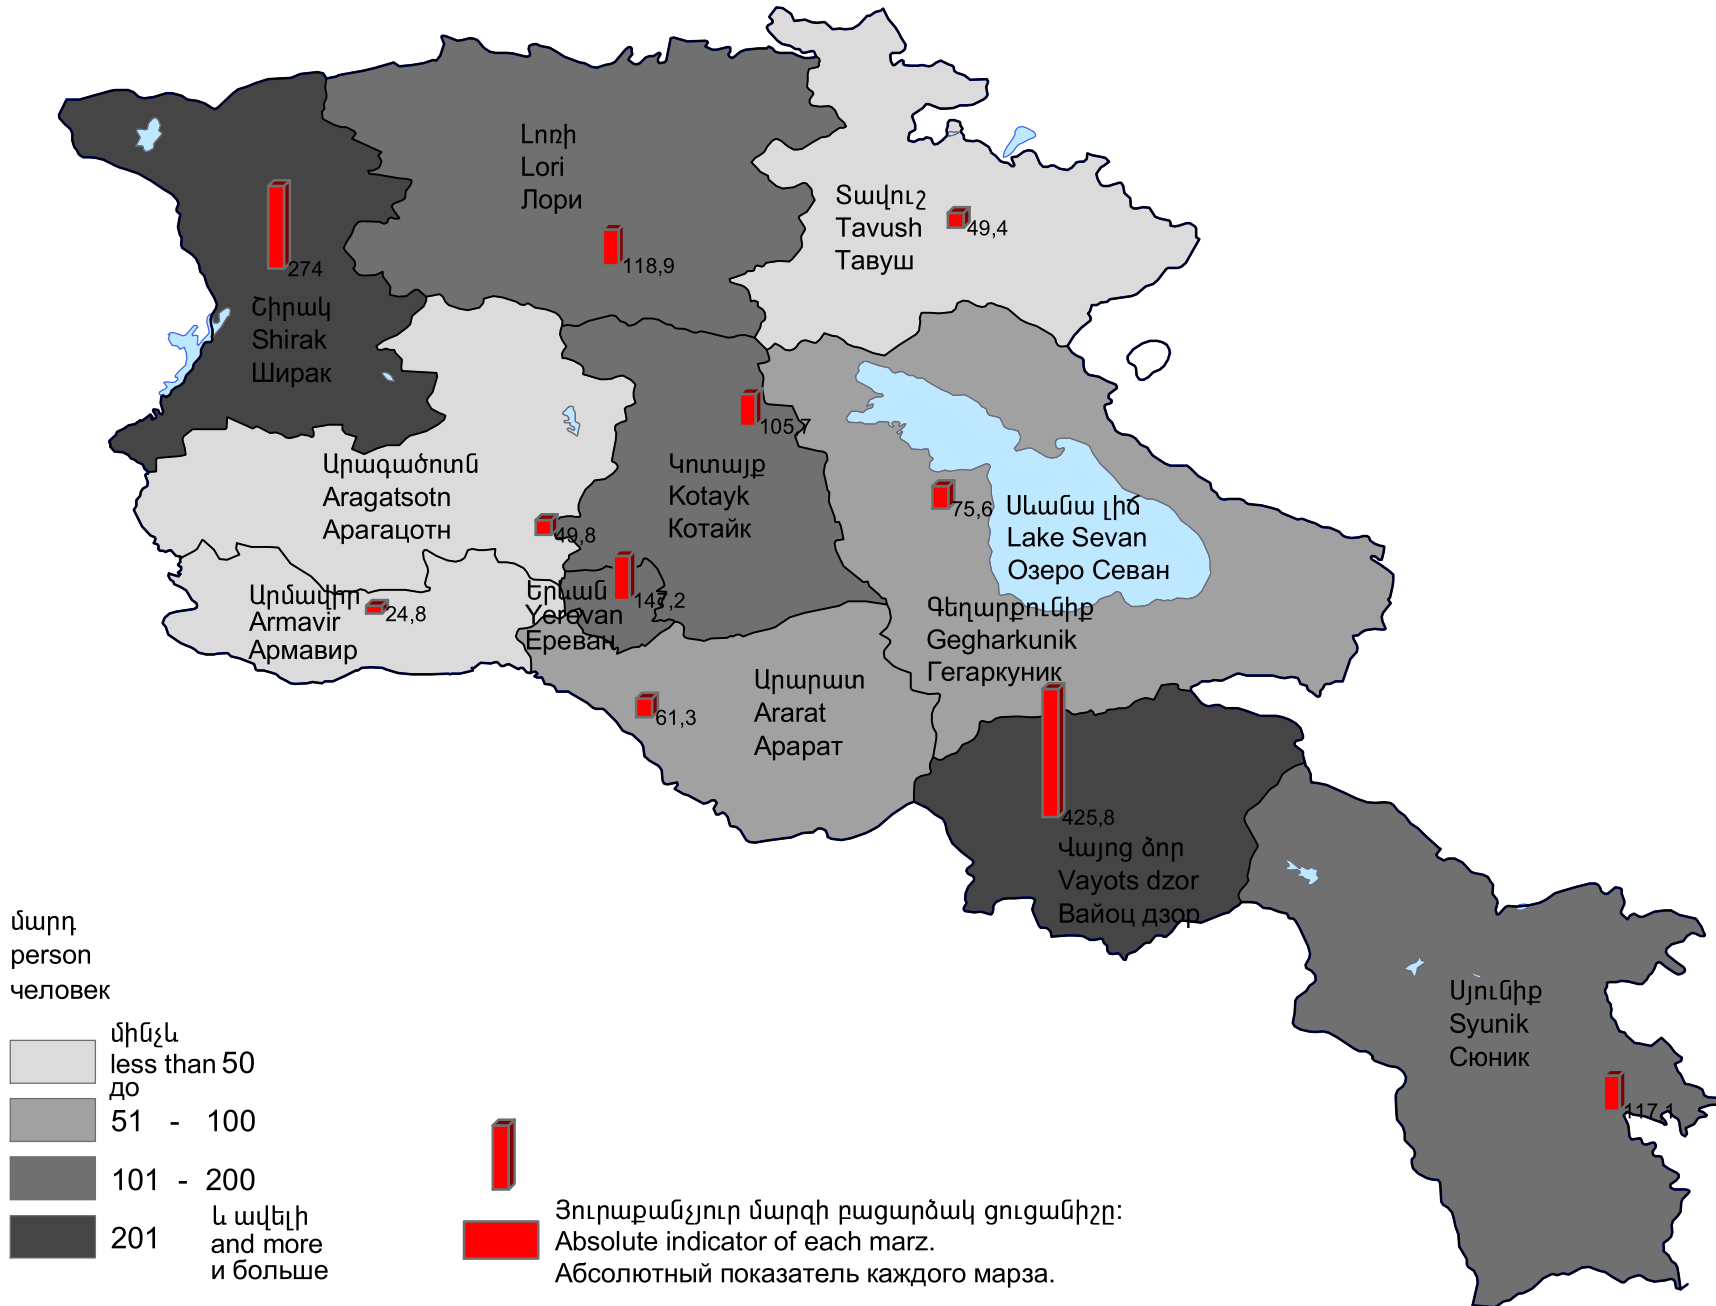 Լոռի
Lori
Лори
118,9
Տավուշ
Tavush
Тавуш
49,4
274
Շիրակ
Shirak
Ширак
105,7
Արագածոտն
Aragatsotn
Арагацотн
49,8
Կոտայք
Kotayk
Котайк
75,6
Սևանա լիճ
Lake Sevan
Озеро Севан
Արմավիր
Armavir
Армавир
24,8
Երևան
Yerevan
Ереван
147,2
Գեղարքունիք
Gegharkunik
Гегаркуник
61,3
Արարատ
Ararat
Арарат
425,8
Վայոց ձոր
Vayots dzor
Вайоц дзор
Սյունիք
Syunik
Сюник
117,1
մարդ
person
человек
մինչև
less than 50
до
51 - 100
101 - 200
201 և ավելի
and more
и больше
Յուրաքանչյուր մարզի բացարձակ ցուցանիշը:
Absolute indicator of each marz.
Абсолютный показатель каждого марза.